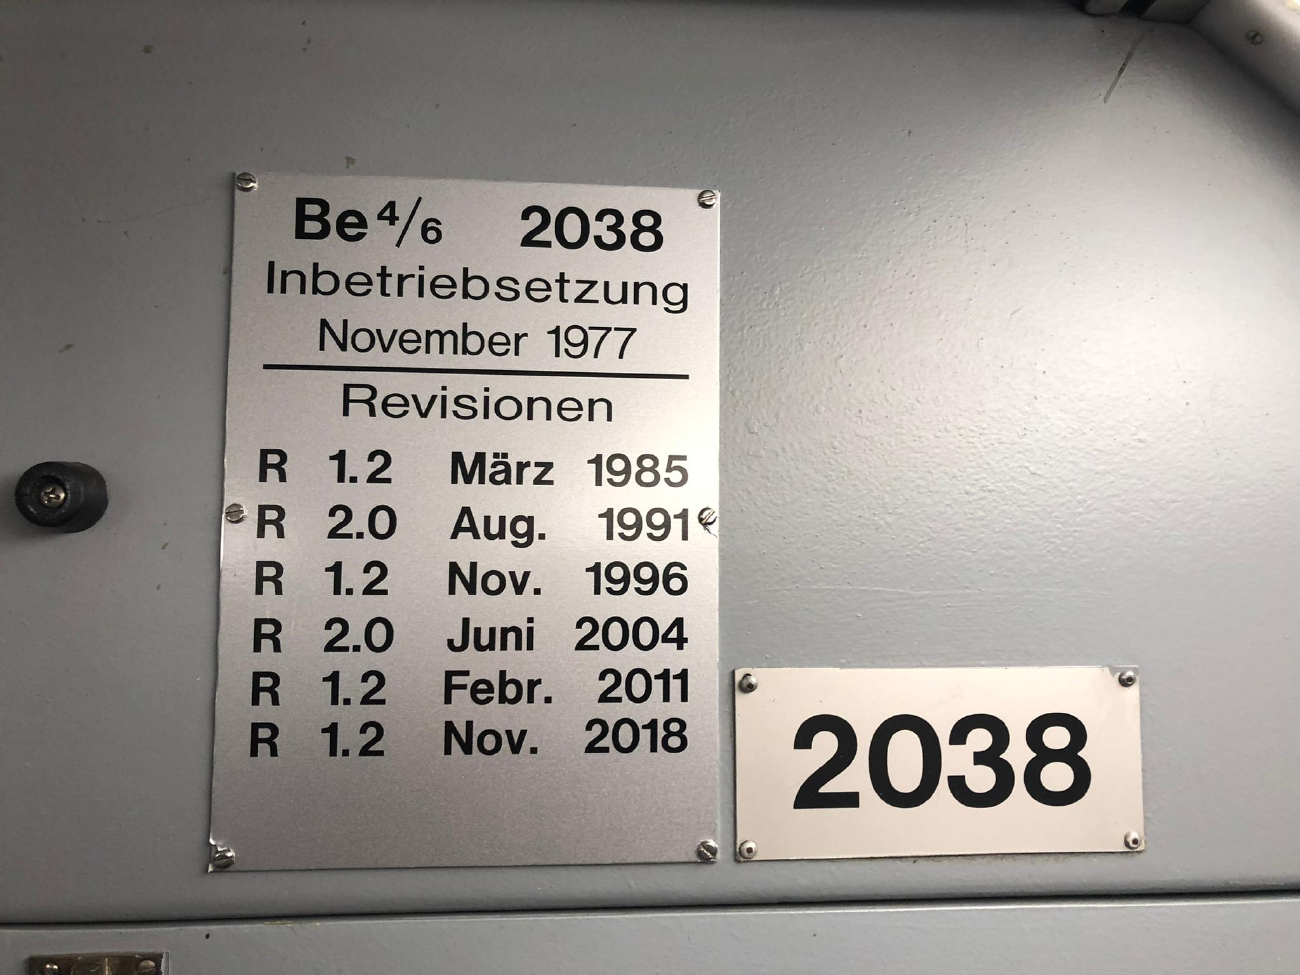 Be 4/6 2038
Inbetriebsetzung
November 1977
Revisionen
R 1.2 März 1985
R 2.0 Aug. 1991
R 1.2 Nov. 1996
R 2.0 Juni 2004
R 1.2 Febr. 2011
R 1.2 Nov. 2018
2038